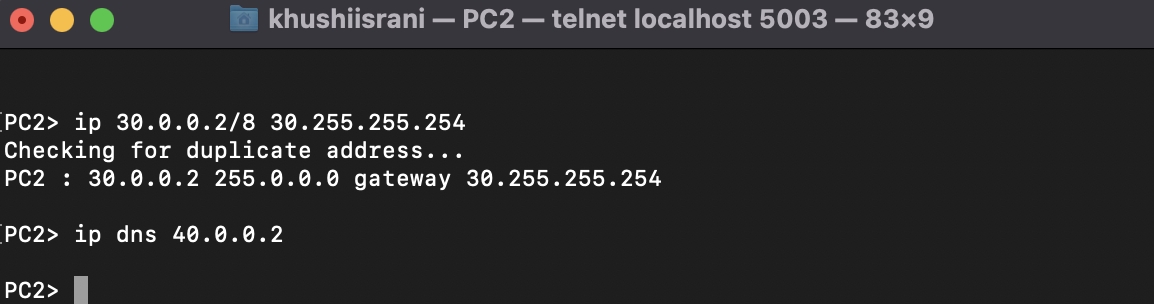 khushiisrani — PC2 — telnet localhost 5003 — 83×9
[PC2> ip 30.0.0.2/8 30.255.255.254
Checking for duplicate address...
PC2 : 30.0.0.2 255.0.0.0 gateway 30.255.255.254
[PC2> ip dns 40.0.0.2
PC2>